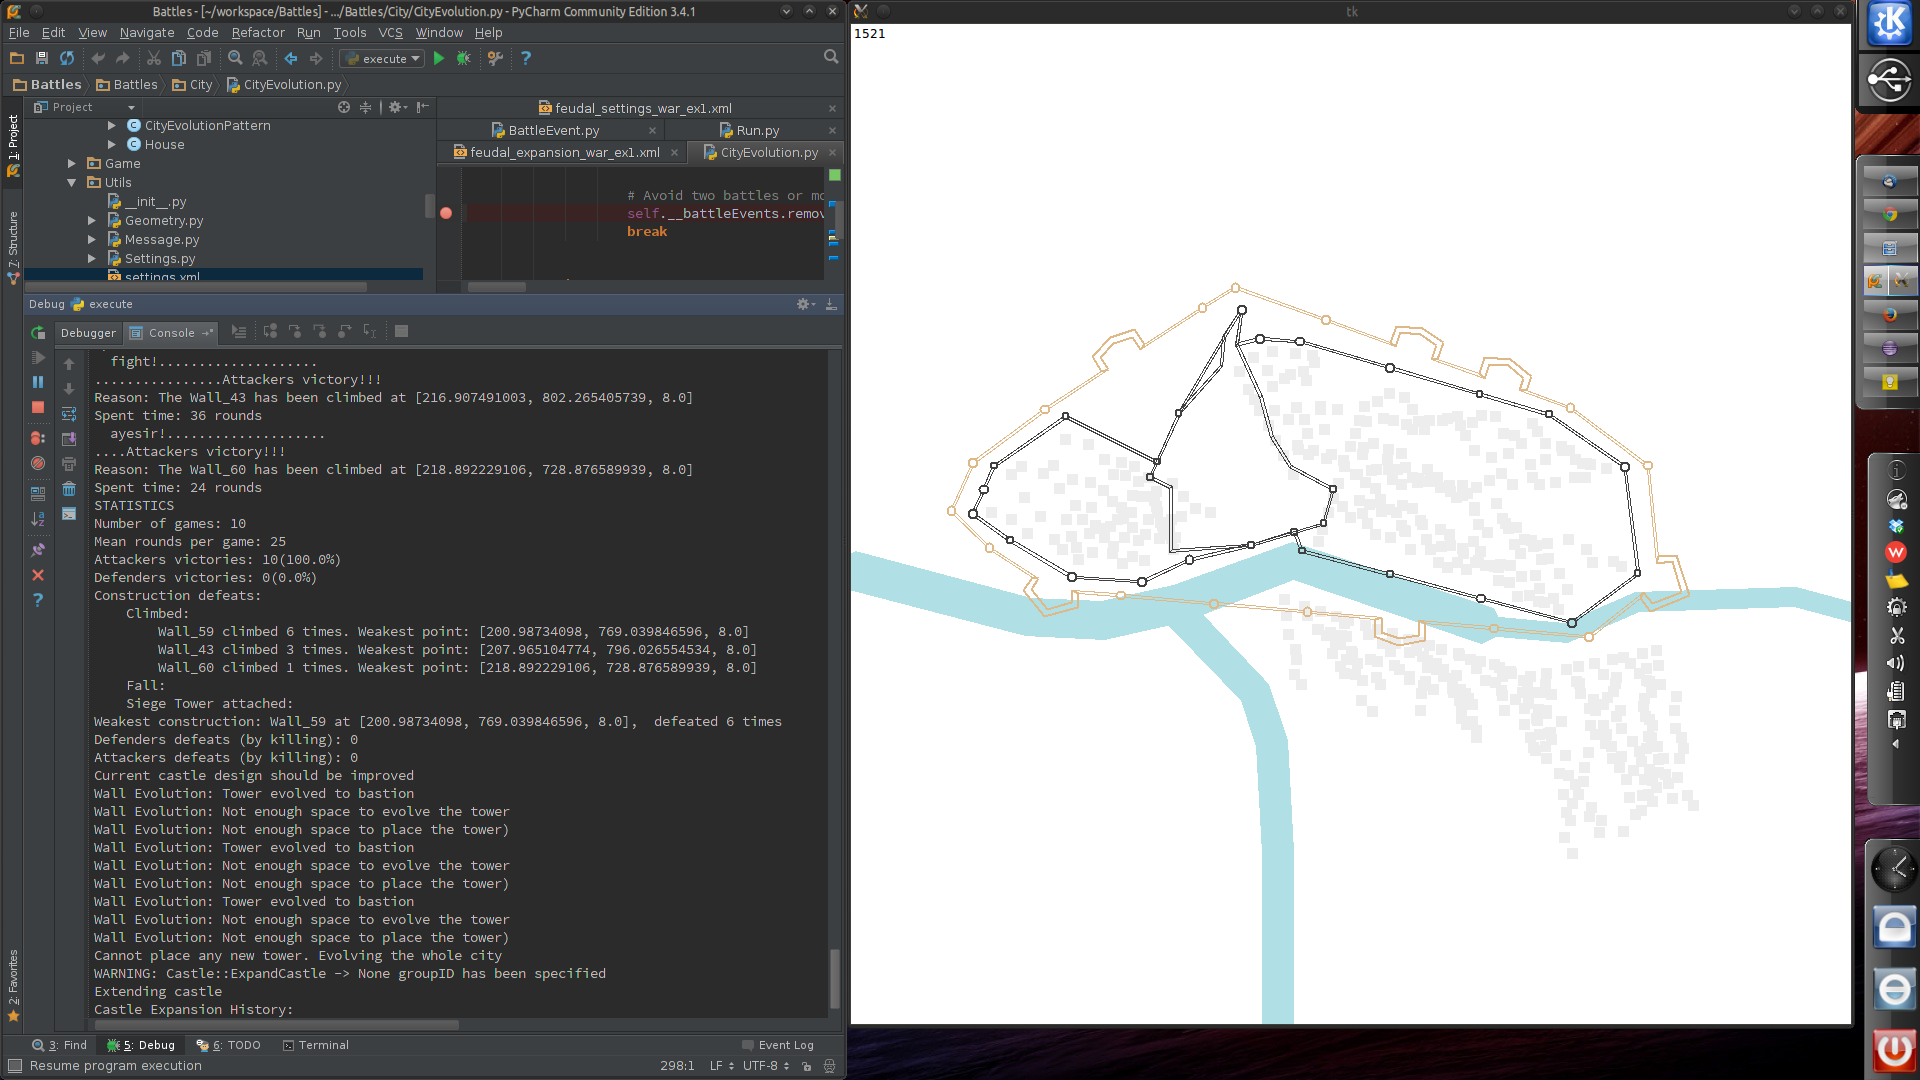 Battles - [~/workspace/Battles] - .../Battles/City/CityEvolution.py - PyCharm Community Edition 3.4.1
File Edit View Navigate Code Refactor Run Tools VCS Window Help
execute
Battles Battles City CityEvolution.py
Project
CityEvolutionPattern
House
Game
Utils
__init__.py
Geometry.py
Message.py
Settings.py
settings.xml
feudal_settings_war_ex1.xml
BattleEvent.py Run.py
feudal_expansion_war_ex1.xml CityEvolution.py
# Avoid two battles or mo
self.__battleEvents.remov
break
1: Project
7: Structure
2: Favorites
Debug execute
Debugger Console
fight!....................
................Attackers victory!!!
Reason: The Wall_43 has been climbed at [216.907491003, 802.265405739, 8.0]
Spent time: 36 rounds
ayesir!....................
....Attackers victory!!!
Reason: The Wall_60 has been climbed at [218.892229106, 728.876589939, 8.0]
Spent time: 24 rounds
STATISTICS
Number of games: 10
Mean rounds per game: 25
Attackers victories: 10(100.0%)
Defenders victories: 0(0.0%)
Construction defeats:
Climbed:
Wall_59 climbed 6 times. Weakest point: [200.98734098, 769.039846596, 8.0]
Wall_43 climbed 3 times. Weakest point: [207.965104774, 796.026554534, 8.0]
Wall_60 climbed 1 times. Weakest point: [218.892229106, 728.876589939, 8.0]
Fall:
Siege Tower attached:
Weakest construction: Wall_59 at [200.98734098, 769.039846596, 8.0],  defeated 6 times
Defenders defeats (by killing): 0
Attackers defeats (by killing): 0
Current castle design should be improved
Wall Evolution: Tower evolved to bastion
Wall Evolution: Not enough space to evolve the tower
Wall Evolution: Not enough space to place the tower)
Wall Evolution: Tower evolved to bastion
Wall Evolution: Not enough space to evolve the tower
Wall Evolution: Not enough space to place the tower)
Wall Evolution: Tower evolved to bastion
Wall Evolution: Not enough space to evolve the tower
Wall Evolution: Not enough space to place the tower)
Cannot place any new tower. Evolving the whole city
WARNING: Castle::ExpandCastle -> None groupID has been specified
Extending castle
Castle Expansion History:
3: Find 5: Debug 6: TODO Terminal Event Log
Resume program execution 298:1 LF UTF-8
tk
1521